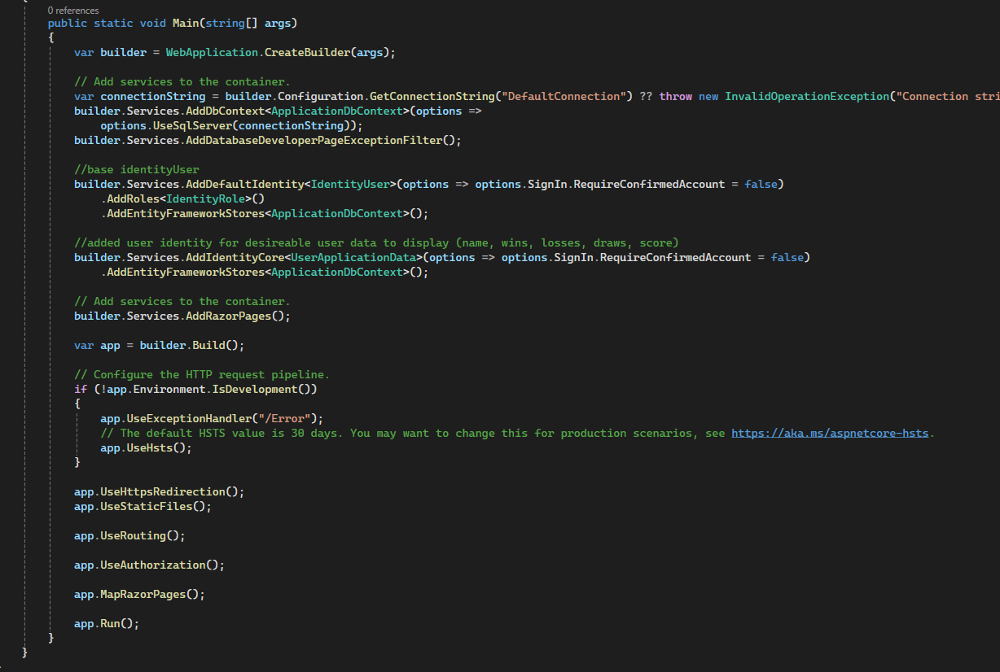 0 references
public static void Main(string[] args)
{
var builder = WebApplication.CreateBuilder(args);
// Add services to the container.
var connectionString = builder.Configuration.GetConnectionString("DefaultConnection") ?? throw new InvalidOperationException("Connection stri
builder.Services.AddDbContext<ApplicationDbContext>(options =>
options.UseSqlServer(connectionString));
builder.Services.AddDatabaseDeveloperPageExceptionFilter();
//base identityUser
builder.Services.AddDefaultIdentity<IdentityUser>(options => options.SignIn.RequireConfirmedAccount = false)
.AddRoles<IdentityRole>()
.AddEntityFrameworkStores<ApplicationDbContext>();
//added user identity for desireable user data to display (name, wins, losses, draws, score)
builder.Services.AddIdentityCore<UserApplicationData>(options => options.SignIn.RequireConfirmedAccount = false)
.AddEntityFrameworkStores<ApplicationDbContext>();
// Add services to the container.
builder.Services.AddRazorPages();
var app = builder.Build();
// Configure the HTTP request pipeline.
if (!app.Environment.IsDevelopment())
{
app.UseExceptionHandler("/Error");
// The default HSTS value is 30 days. You may want to change this for production scenarios, see https://aka.ms/aspnetcore-hsts.
app.UseHsts();
}
app.UseHttpsRedirection();
app.UseStaticFiles();
app.UseRouting();
app.UseAuthorization();
app.MapRazorPages();
app.Run();
}
}